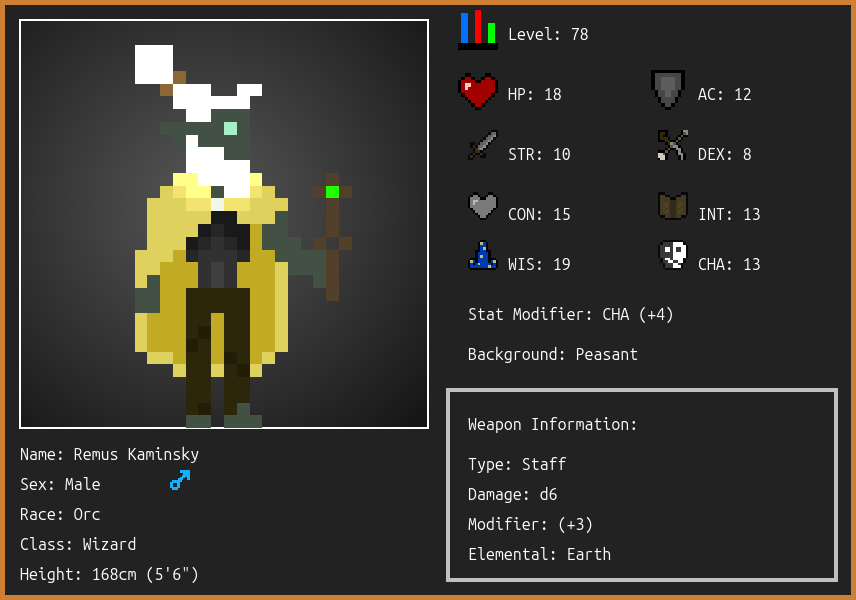 Level: 78
HP: 18
AC: 12
STR: 10
DEX: 8
CON: 15
INT: 13
WIS: 19
CHA: 13
Stat Modifier: CHA (+4)
Background: Peasant
Weapon Information:
Type: Staff
Damage: d6
Modifier: (+3)
Elemental: Earth
Name: Remus Kaminsky
Sex: Male
Race: Orc
Class: Wizard
Height: 168cm (5'6")